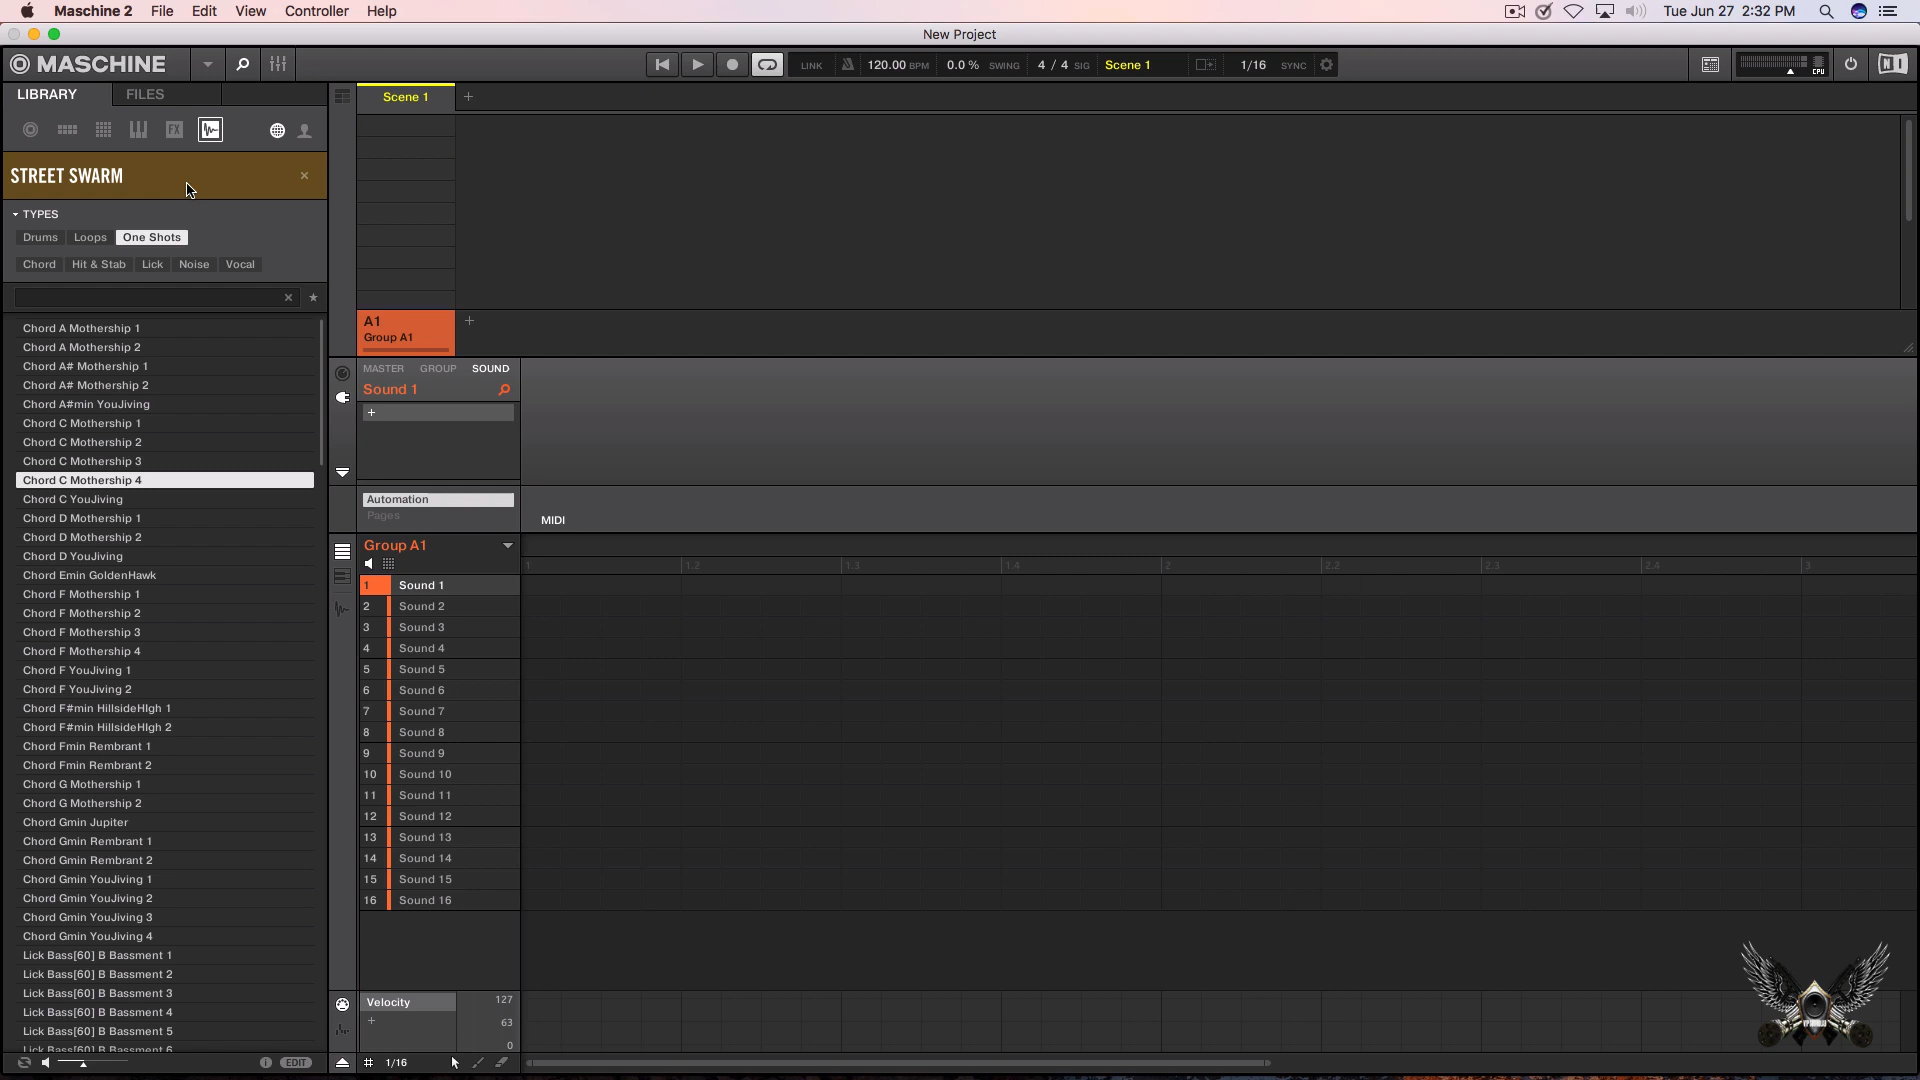 Maschine 2 File Edit View Controller Help Tue Jun 27 2:32 PM
New Project
MASCHINE LINK 120.00 BPM 0.0 % SWING 4 / 4 SIG Scene 1 1/16 SYNC CPU
LIBRARY FILES
Scene 1 +
FX
STREET SWARM ×
TYPES
Drums Loops One Shots
Chord Hit & Stab Lick Noise Vocal
Chord A Mothership 1
Chord A Mothership 2
Chord A# Mothership 1
Chord A# Mothership 2
Chord A#min YouJiving
Chord C Mothership 1
Chord C Mothership 2
Chord C Mothership 3
Chord C Mothership 4
Chord C YouJiving
Chord D Mothership 1
Chord D Mothership 2
Chord D YouJiving
Chord Emin GoldenHawk
Chord F Mothership 1
Chord F Mothership 2
Chord F Mothership 3
Chord F Mothership 4
Chord F YouJiving 1
Chord F YouJiving 2
Chord F#min HillsideHIgh 1
Chord F#min HillsideHIgh 2
Chord Fmin Rembrant 1
Chord Fmin Rembrant 2
Chord G Mothership 1
Chord G Mothership 2
Chord Gmin Jupiter
Chord Gmin Rembrant 1
Chord Gmin Rembrant 2
Chord Gmin YouJiving 1
Chord Gmin YouJiving 2
Chord Gmin YouJiving 3
Chord Gmin YouJiving 4
Lick Bass[60] B Bassment 1
Lick Bass[60] B Bassment 2
Lick Bass[60] B Bassment 3
Lick Bass[60] B Bassment 4
Lick Bass[60] B Bassment 5
Lick Bass[60] B Bassment 6
EDIT
A1 +
Group A1
MASTER GROUP SOUND
Sound 1
+
Automation
Pages
MIDI
Group A1
1 1.2 1.3 1.4 2 2.2 2.3 2.4 3
1 Sound 1
2 Sound 2
3 Sound 3
4 Sound 4
5 Sound 5
6 Sound 6
7 Sound 7
8 Sound 8
9 Sound 9
10 Sound 10
11 Sound 11
12 Sound 12
13 Sound 13
14 Sound 14
15 Sound 15
16 Sound 16
Velocity 127
+ 63
0
1/16